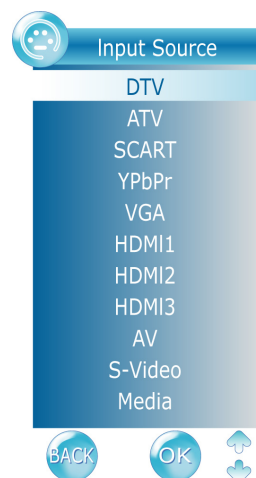 Input Source
DTV
ATV
SCART
YPbPr
VGA
HDMI1
HDMI2
HDMI3
AV
S-Video
Media
BACK
OK